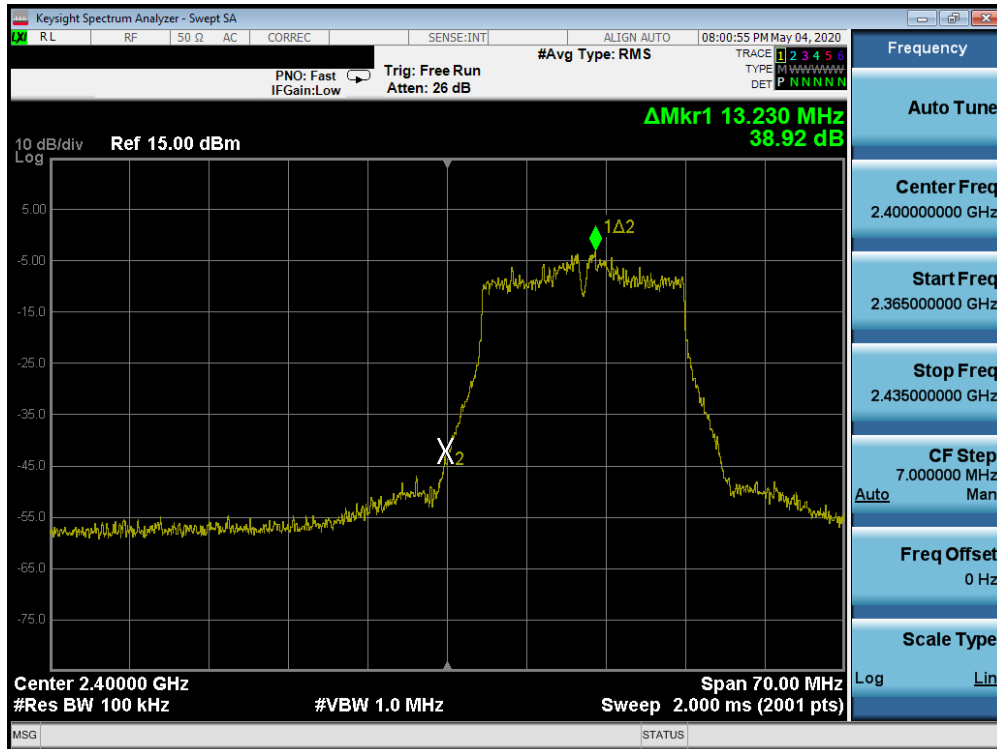 Keysight Spectrum Analyzer - Swept SA
LXI RL RF 50 Ω AC CORREC SENSE:INT ALIGN AUTO 08:00:55 PM May 04, 2020
PNO: Fast
IFGain:Low
Trig: Free Run
Atten: 26 dB
#Avg Type: RMS
TRACE 1 2 3 4 5 6
TYPE M WWWWW
DET P N N N N N
ΔMkr1 13.230 MHz
38.92 dB
10 dB/div
Log
Ref 15.00 dBm
5.00
-5.00
-15.0
-25.0
-35.0
-45.0
-55.0
-65.0
-75.0
1Δ2
X2
Center 2.40000 GHz
Span 70.00 MHz
#Res BW 100 kHz
#VBW 1.0 MHz
Sweep 2.000 ms (2001 pts)
MSG
STATUS
Frequency
Auto Tune
Center Freq
2.400000000 GHz
Start Freq
2.365000000 GHz
Stop Freq
2.435000000 GHz
CF Step
7.000000 MHz
Auto Man
Freq Offset
0 Hz
Scale Type
Log Lin